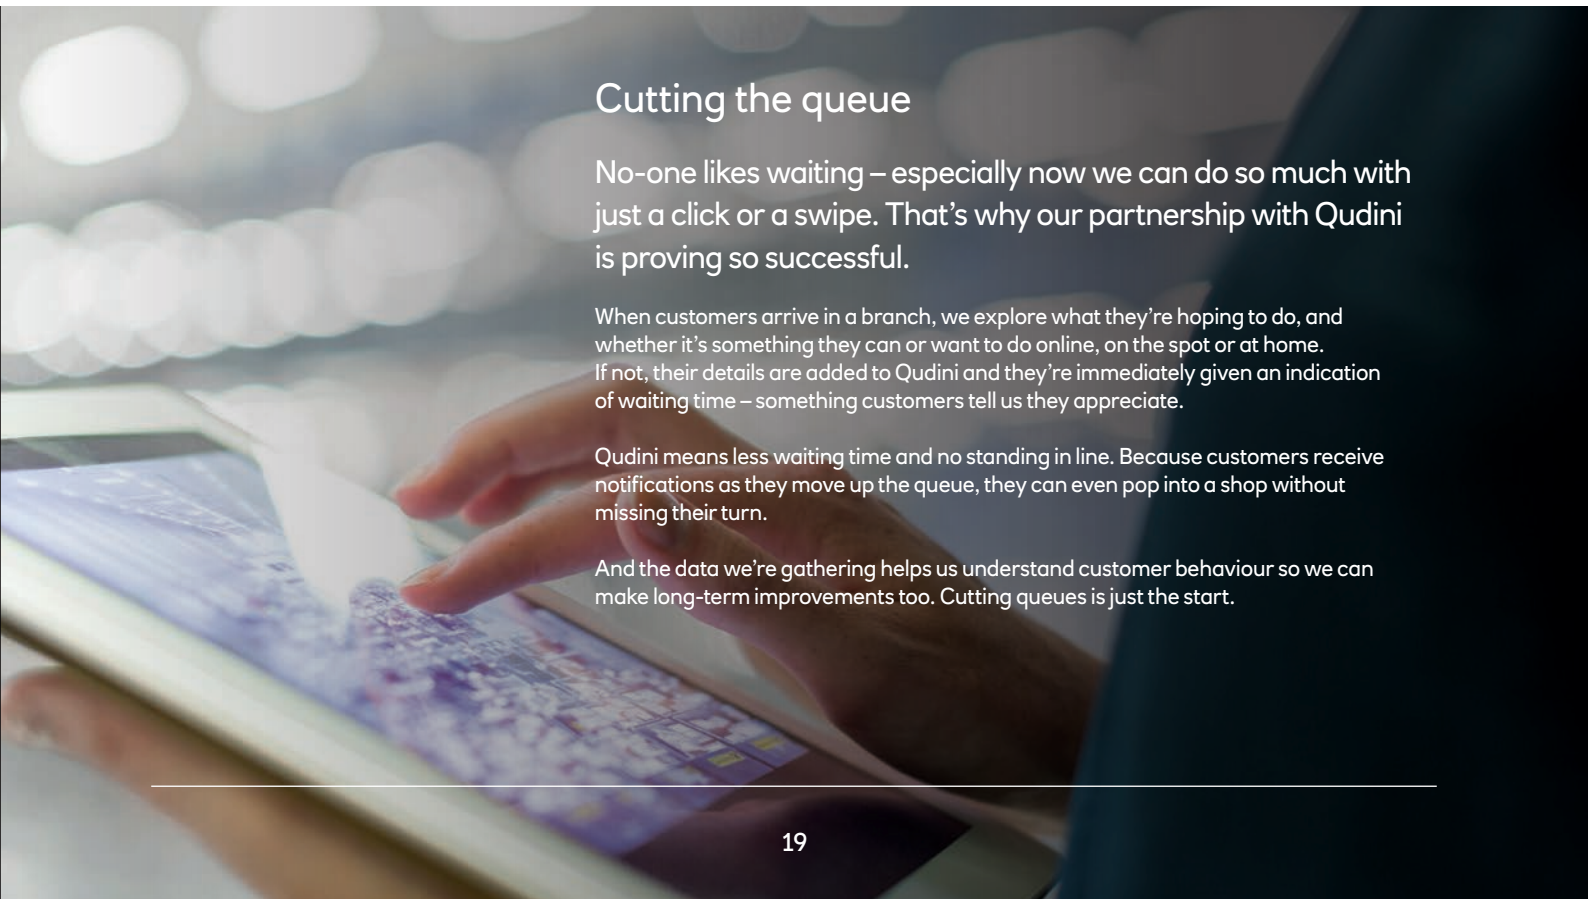 Cutting the queue
No-one likes waiting – especially now we can do so much with
just a click or a swipe. That’s why our partnership with Qudini
is proving so successful.
When customers arrive in a branch, we explore what they’re hoping to do, and
whether it’s something they can or want to do online, on the spot or at home.
If not, their details are added to Qudini and they’re immediately given an indication
of waiting time – something customers tell us they appreciate.
Qudini means less waiting time and no standing in line. Because customers receive
notifications as they move up the queue, they can even pop into a shop without
missing their turn.
And the data we’re gathering helps us understand customer behaviour so we can
make long-term improvements too. Cutting queues is just the start.
19